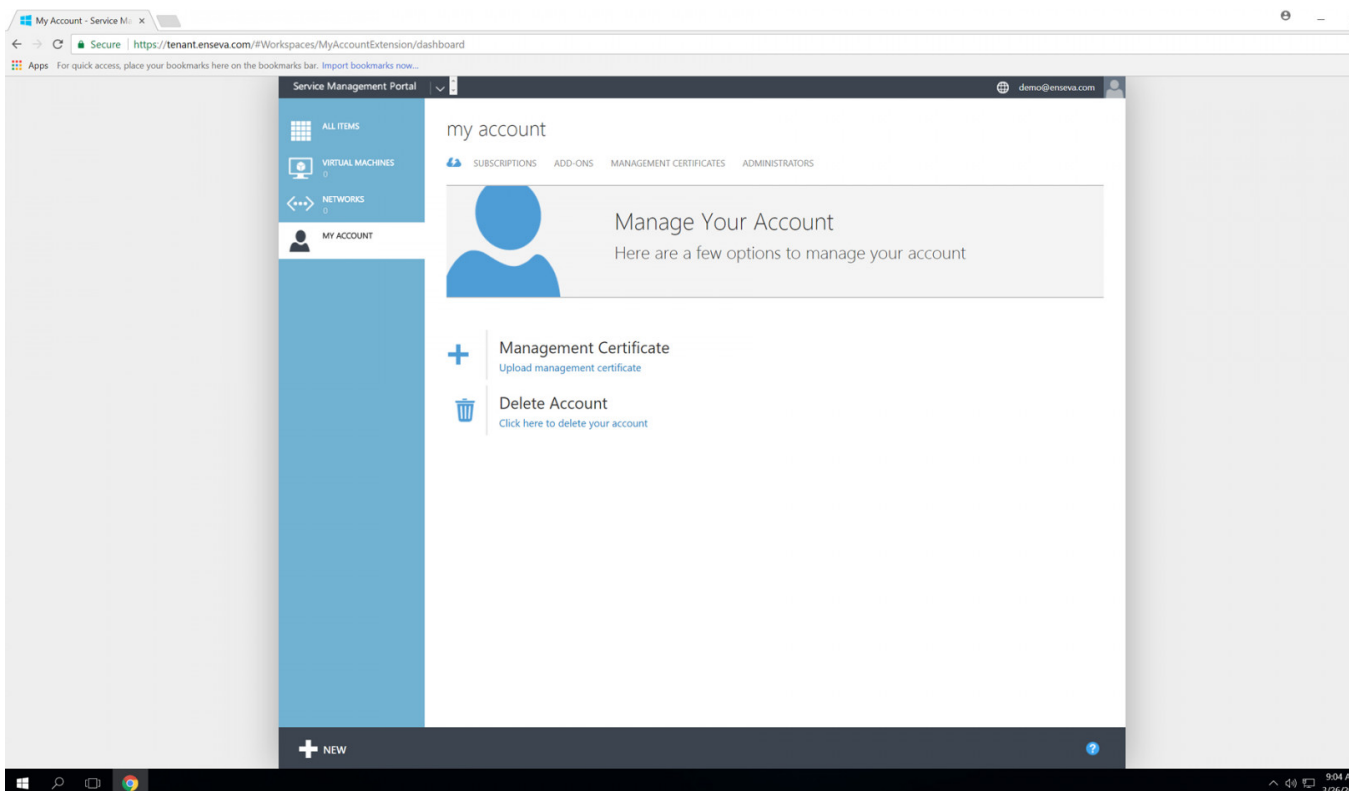 My Account - Service Ma
Secure | https://tenant.enseva.com/#Workspaces/MyAccountExtension/dashboard
Apps For quick access, place your bookmarks here on the bookmarks bar. Import bookmarks now...
Service Management Portal
demo@enseva.com
ALL ITEMS
VIRTUAL MACHINES
0
NETWORKS
0
MY ACCOUNT
my account
SUBSCRIPTIONS ADD-ONS MANAGEMENT CERTIFICATES ADMINISTRATORS
Manage Your Account
Here are a few options to manage your account
Management Certificate
Upload management certificate
Delete Account
Click here to delete your account
NEW
?
9:04 A